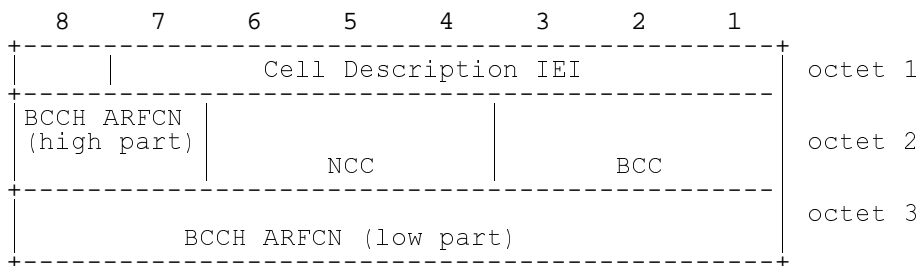 8 7 6 5 4 3 2 1
Cell Description IEI octet 1
BCCH ARFCN
(high part) octet 2
NCC BCC
octet 3
BCCH ARFCN (low part)